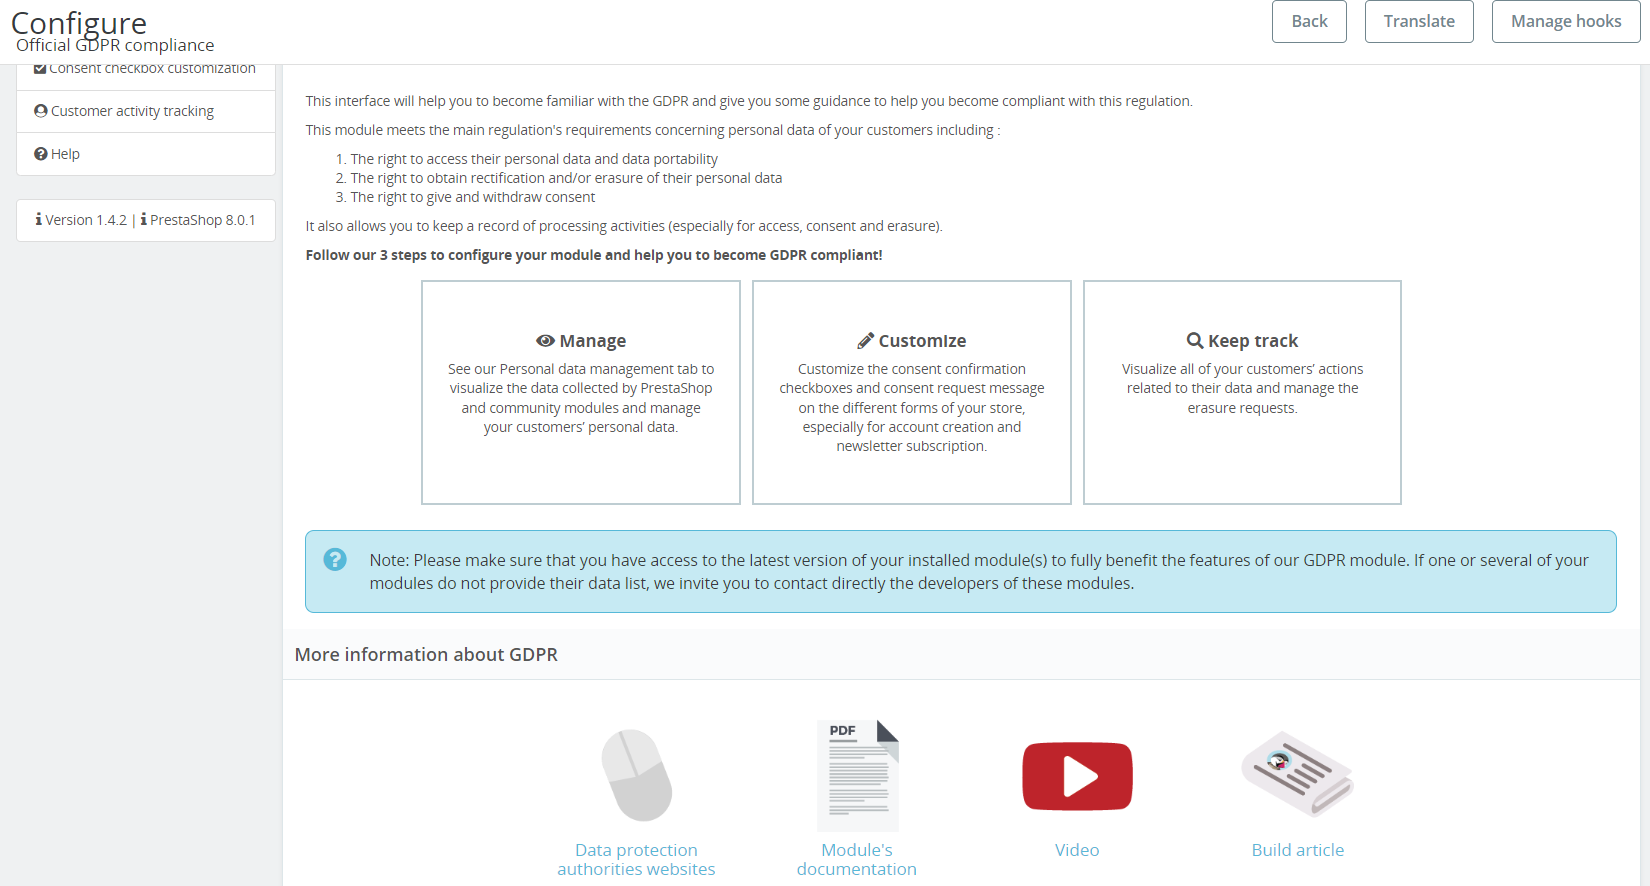 Configure
Official GDPR compliance
Back
Translate
Manage hooks
Consent checkbox customization
Customer activity tracking
Help
Version 1.4.2 | PrestaShop 8.0.1
This interface will help you to become familiar with the GDPR and give you some guidance to help you become compliant with this regulation.
This module meets the main regulation's requirements concerning personal data of your customers including :
1. The right to access their personal data and data portability
2. The right to obtain rectification and/or erasure of their personal data
3. The right to give and withdraw consent
It also allows you to keep a record of processing activities (especially for access, consent and erasure).
Follow our 3 steps to configure your module and help you to become GDPR compliant!
Manage
See our Personal data management tab to
visualize the data collected by PrestaShop
and community modules and manage
your customers’ personal data.
Customize
Customize the consent confirmation
checkboxes and consent request message
on the different forms of your store,
especially for account creation and
newsletter subscription.
Keep track
Visualize all of your customers’ actions
related to their data and manage the
erasure requests.
Note: Please make sure that you have access to the latest version of your installed module(s) to fully benefit the features of our GDPR module. If one or several of your
modules do not provide their data list, we invite you to contact directly the developers of these modules.
More information about GDPR
PDF
Data protection
authorities websites
Module's
documentation
Video
Build article